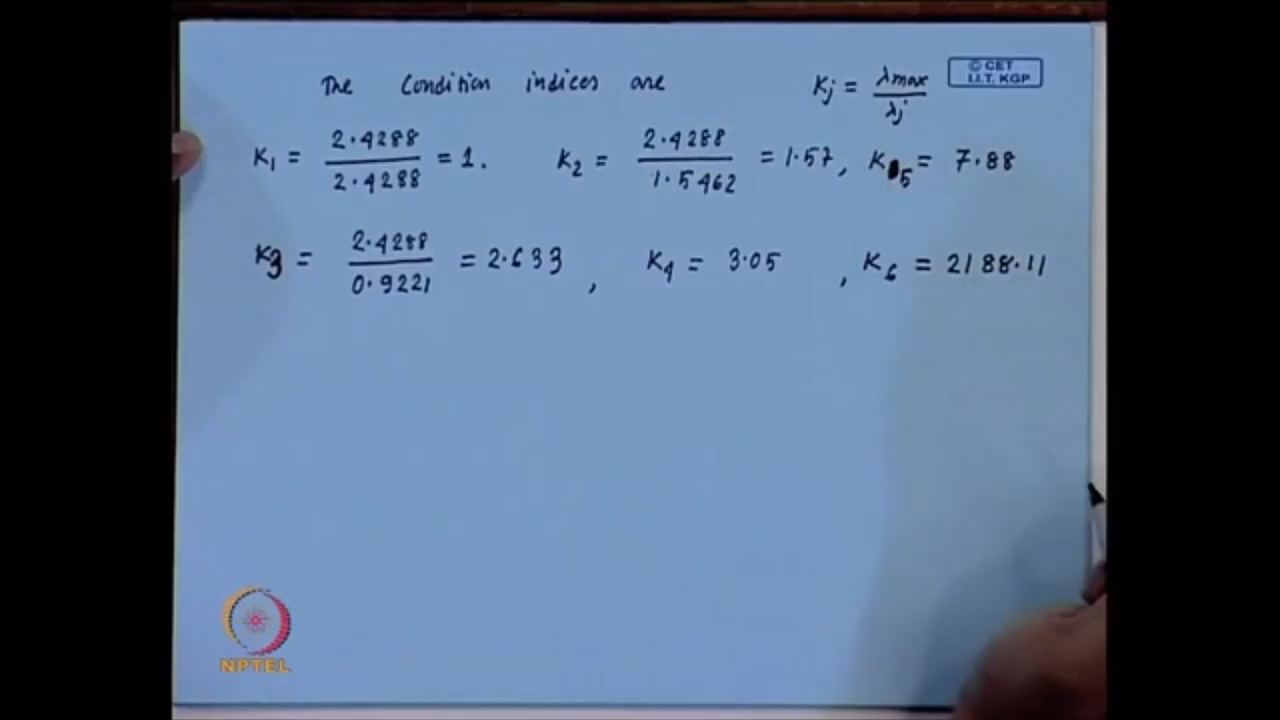 The Condition indices are Kj = λmax / λj
© CET
I.I.T. KGP
K1 = 2.4288 / 2.4288 = 1. K2 = 2.4288 / 1.5462 = 1.57, K5 = 7.88
K3 = 2.4288 / 0.9221 = 2.633, K4 = 3.05, K6 = 2188.11
NPTEL